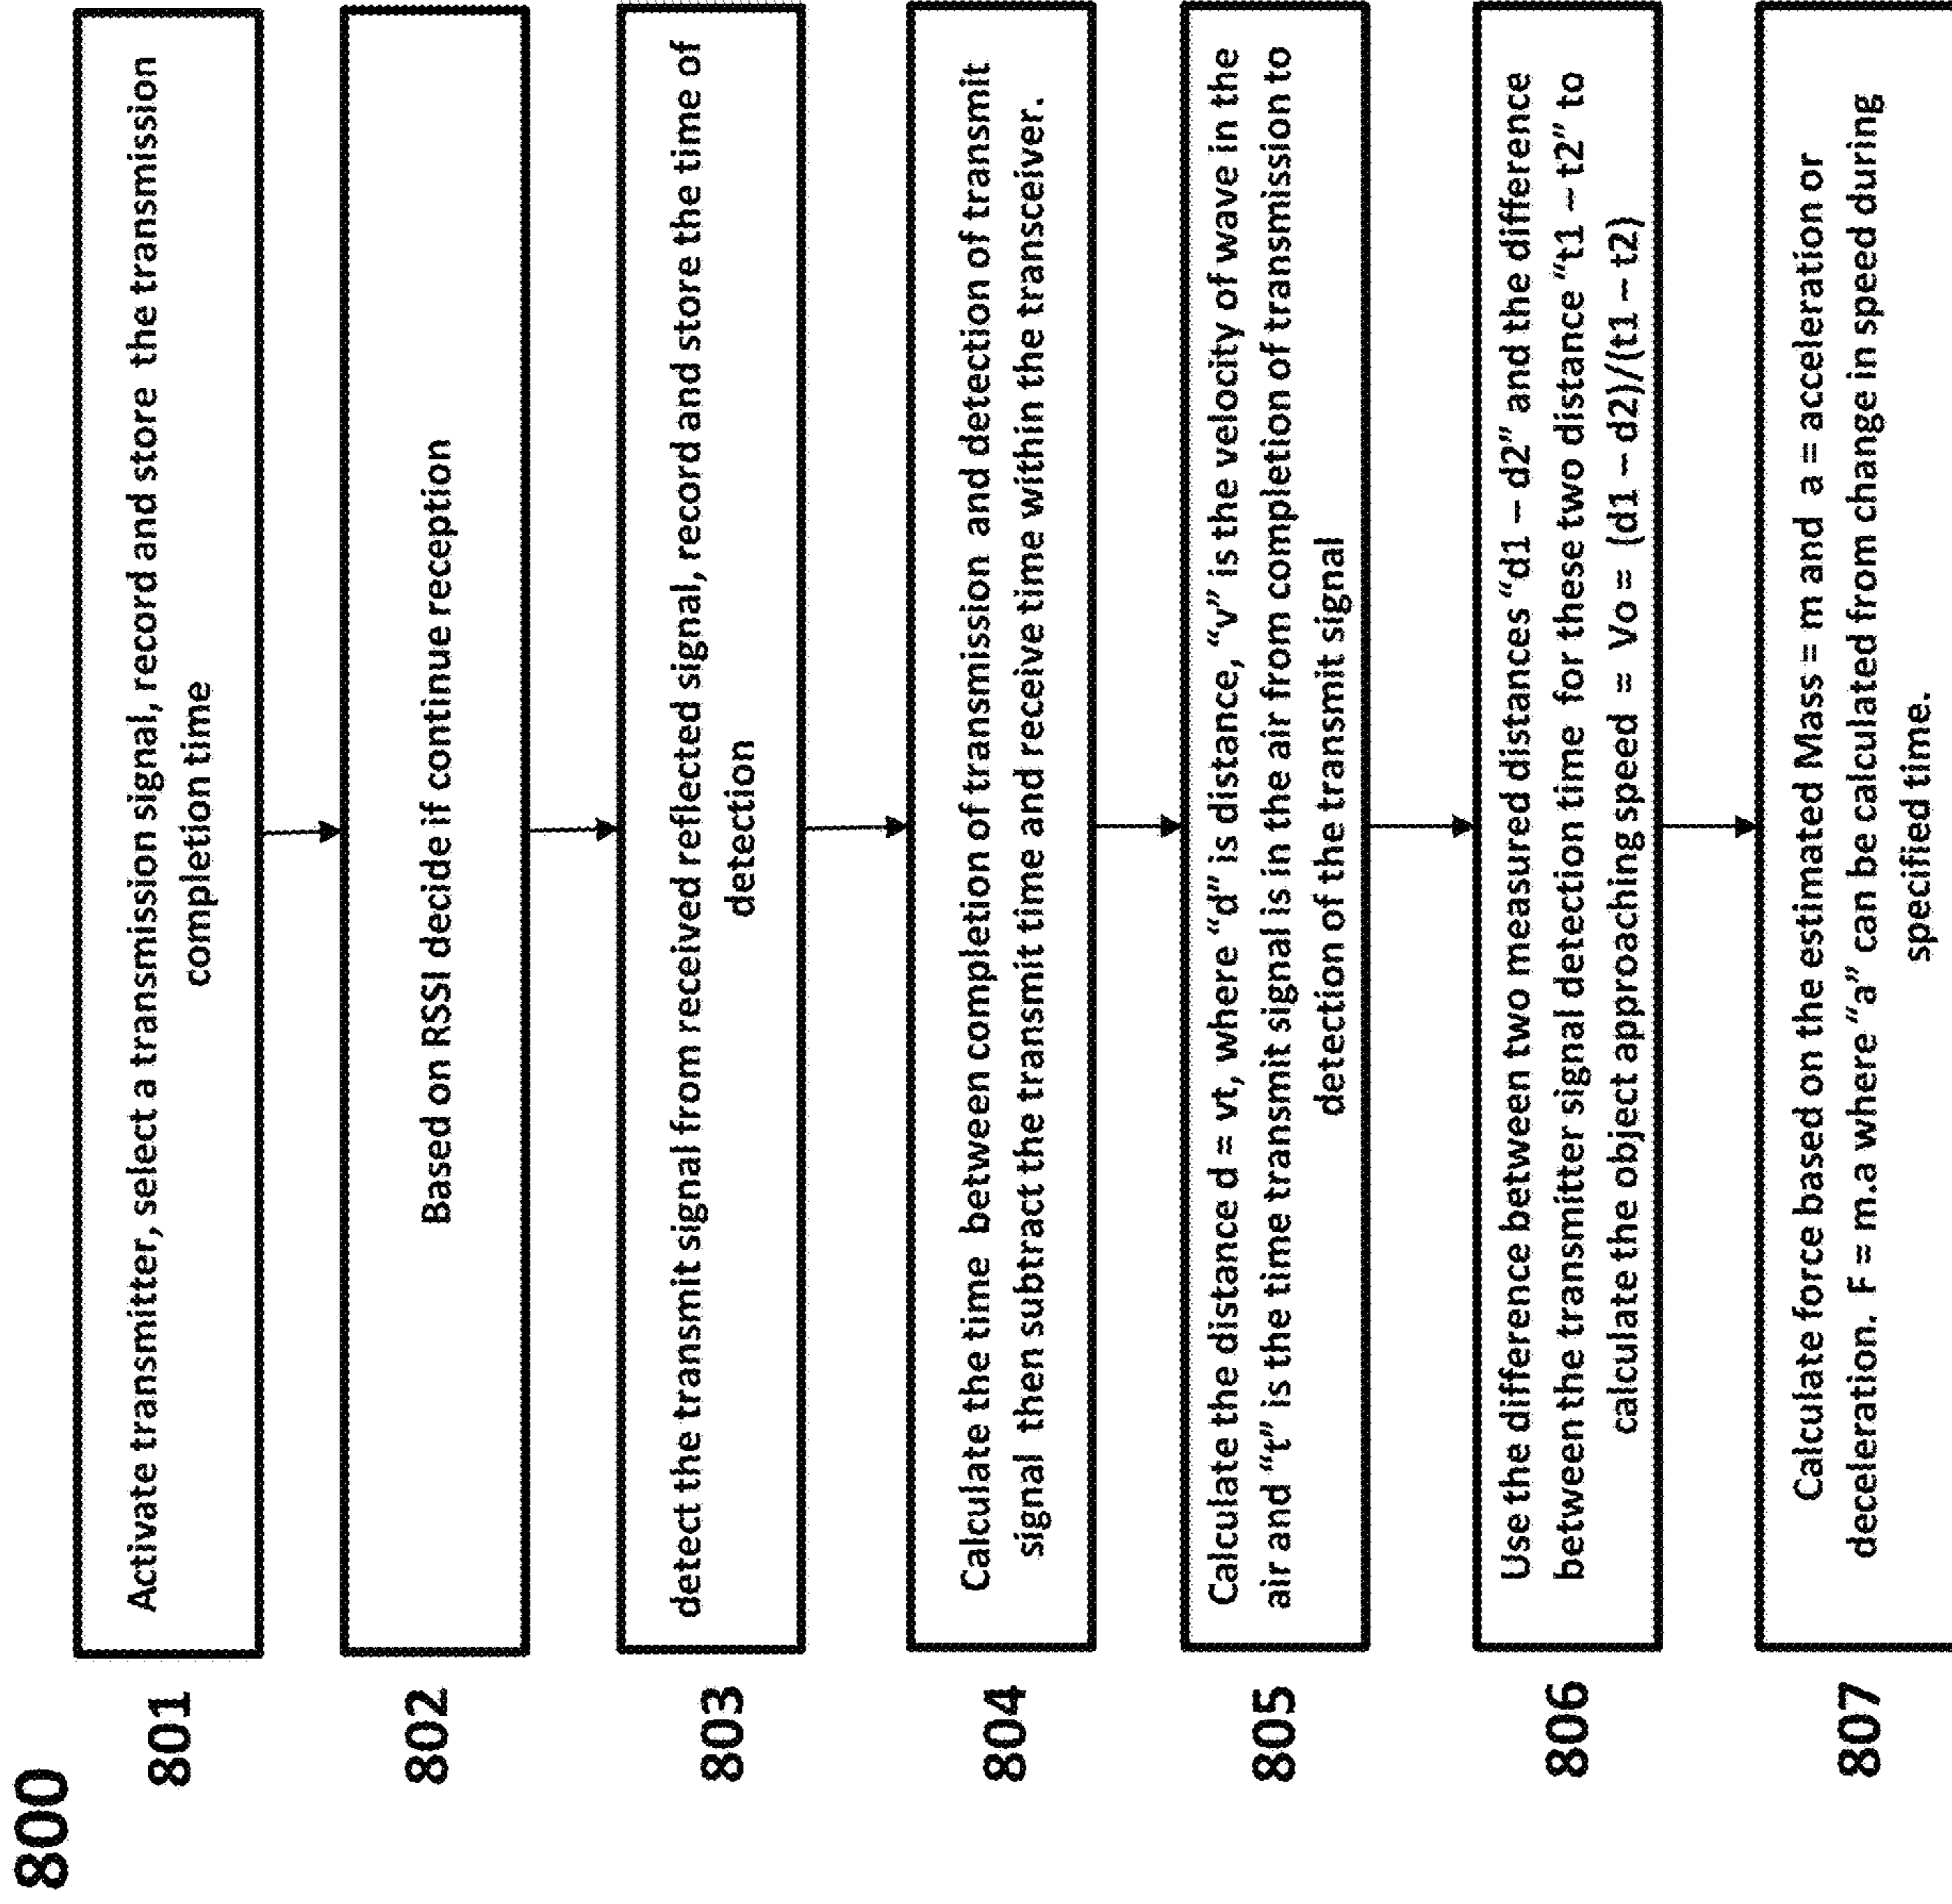 800
801
Activate transmitter, select a transmission signal, record and store the transmission
completion time
802
Based on RSSI decide if continue reception
803
detect the transmit signal from received reflected signal, record and store the time of
detection
804
Calculate the time between completion of transmission and detection of transmit
signal then subtract the transmit time and receive time within the transceiver.
805
Calculate the distance d = vt, where “d” is distance, “v” is the velocity of wave in the
air and “t” is the time transmit signal is in the air from completion of transmission to
detection of the transmit signal
806
Use the difference between two measured distances “d1 – d2” and the difference
between the transmitter signal detection time for these two distance “t1 – t2” to
calculate the object approaching speed = Vo = (d1 – d2)/(t1 – t2)
807
Calculate force based on the estimated Mass = m and a = acceleration or
deceleration. F = m.a where “a” can be calculated from change in speed during
specified time.